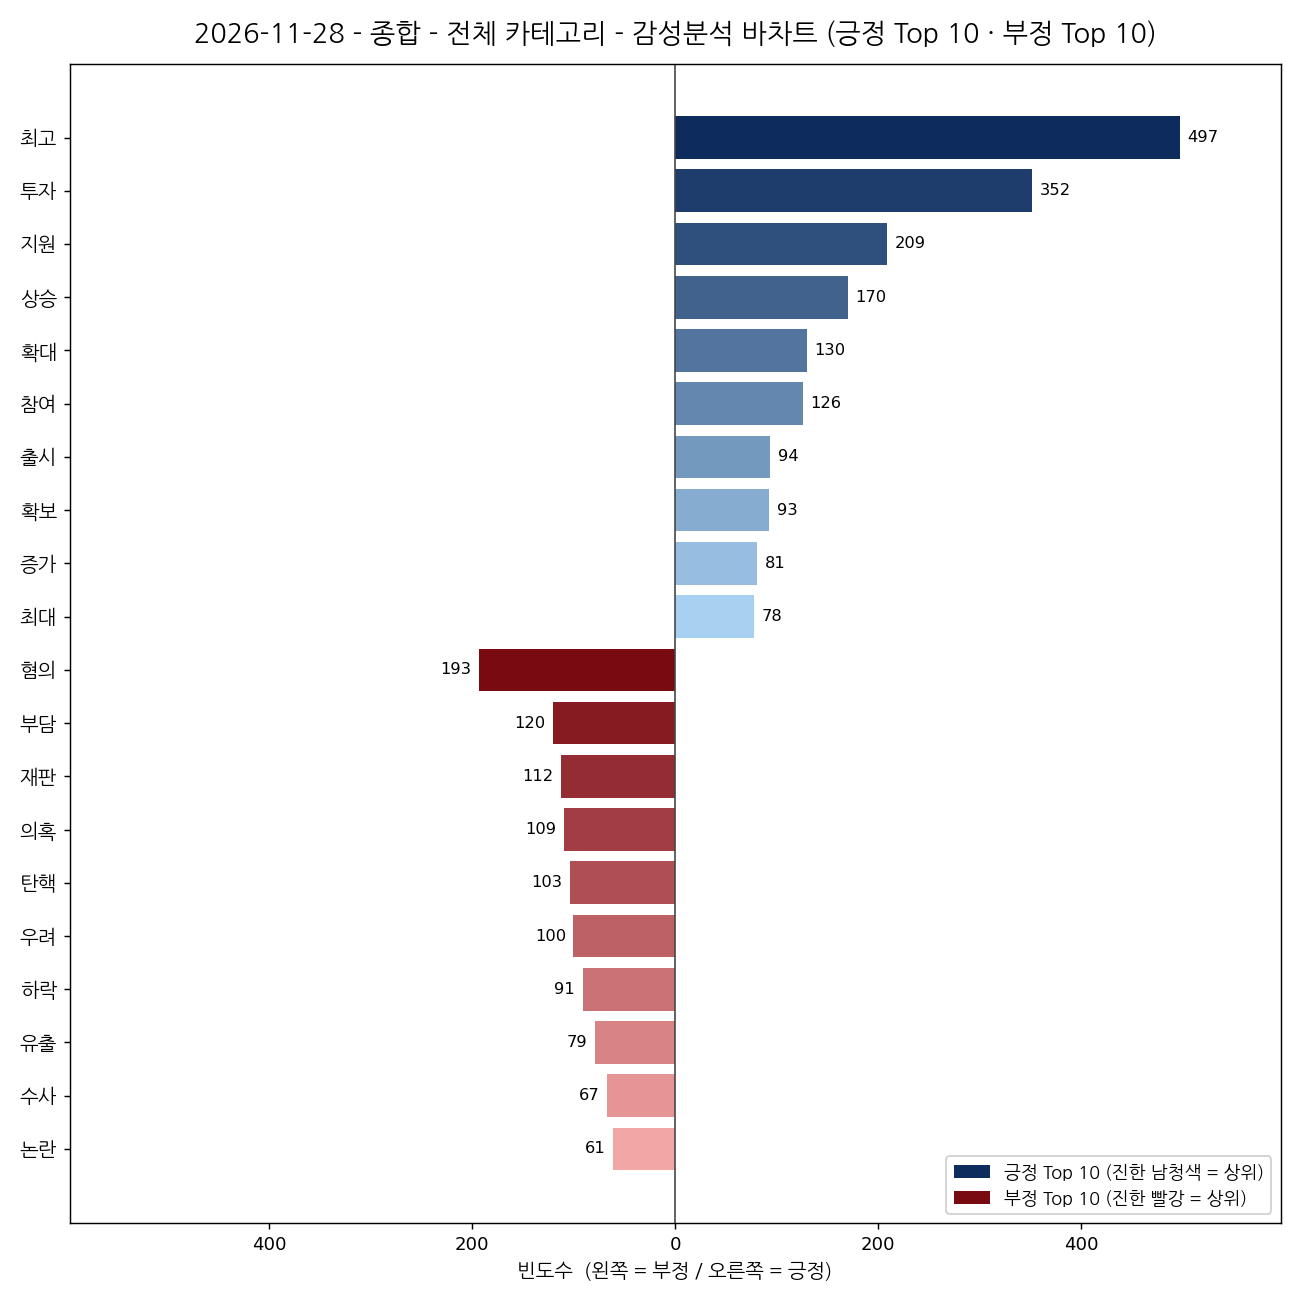 2026-11-28 - 종합 - 전체 카테고리 - 감성분석 바차트 (긍정 Top 10 · 부정 Top 10)
최고 497
투자 352
지원 209
상승 170
확대 130
참여 126
출시 94
확보 93
증가 81
최대 78
혐의 193
부담 120
재판 112
의혹 109
탄핵 103
우려 100
하락 91
유출 79
수사 67
논란 61
긍정 Top 10 (진한 남청색 = 상위)
부정 Top 10 (진한 빨강 = 상위)
400 200 0 200 400
빈도수 (왼쪽 = 부정 / 오른쪽 = 긍정)